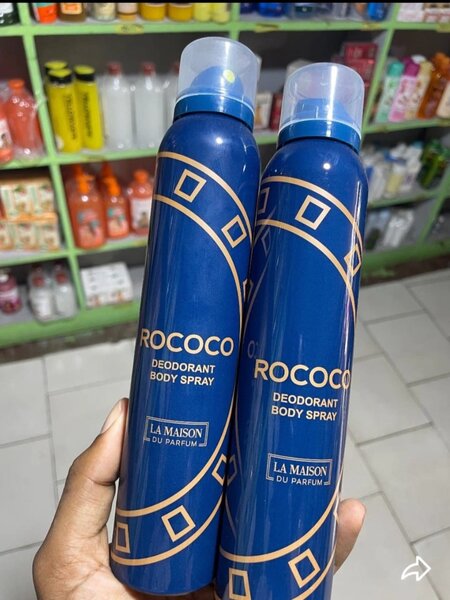 ROCOCO
DEODORANT
BODY SPRAY
LA MAISON
DU PARFUM
ROCOCO
DEODORANT
BODY SPRAY
LA MAISON
DU PARFUM